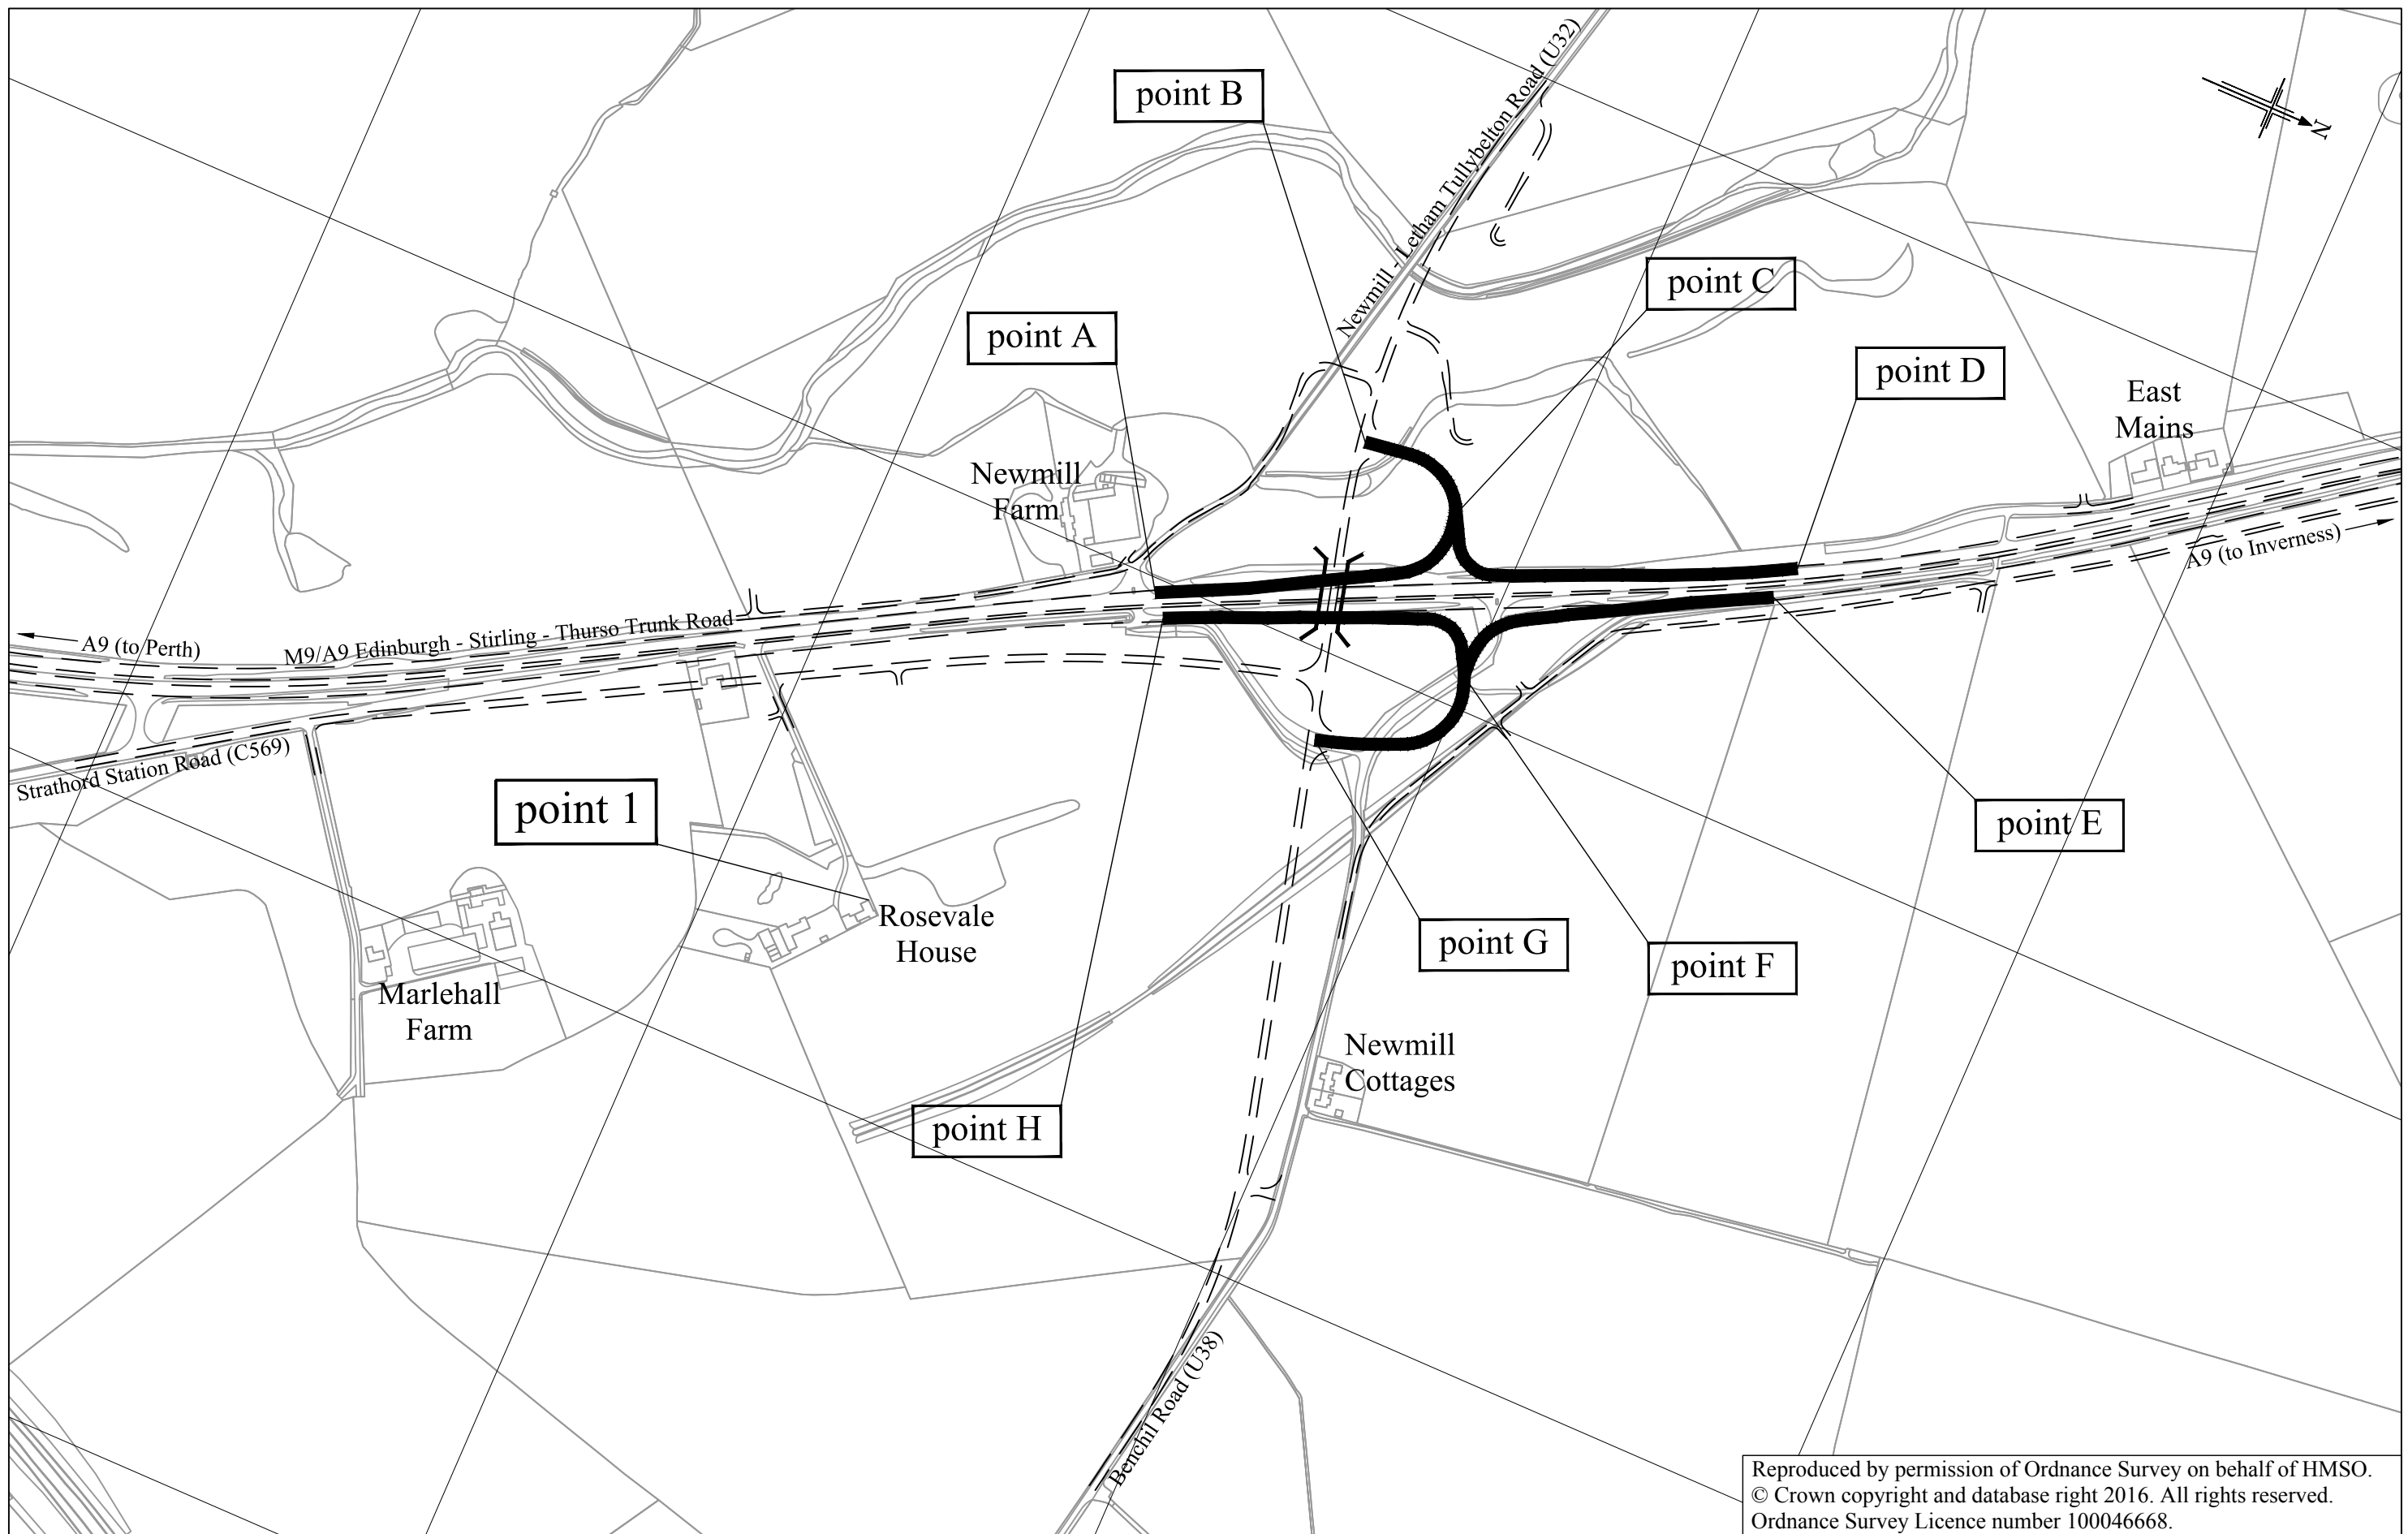 Newmill - Letham Tullybelton Road (U32)
point B
N
point C
point A
point D
East
Mains
Newmill
Farm
A9 (to Inverness)
M9/A9 Edinburgh - Stirling - Thurso Trunk Road
A9 (to Perth)
Strathord Station Road (C569)
point 1
point E
Rosevale
House
point G
point F
Marlehall
Farm
Newmill
Cottages
point H
Benchil Road (U38)
Reproduced by permission of Ordnance Survey on behalf of HMSO.
© Crown copyright and database right 2016. All rights reserved.
Ordnance Survey Licence number 100046668.